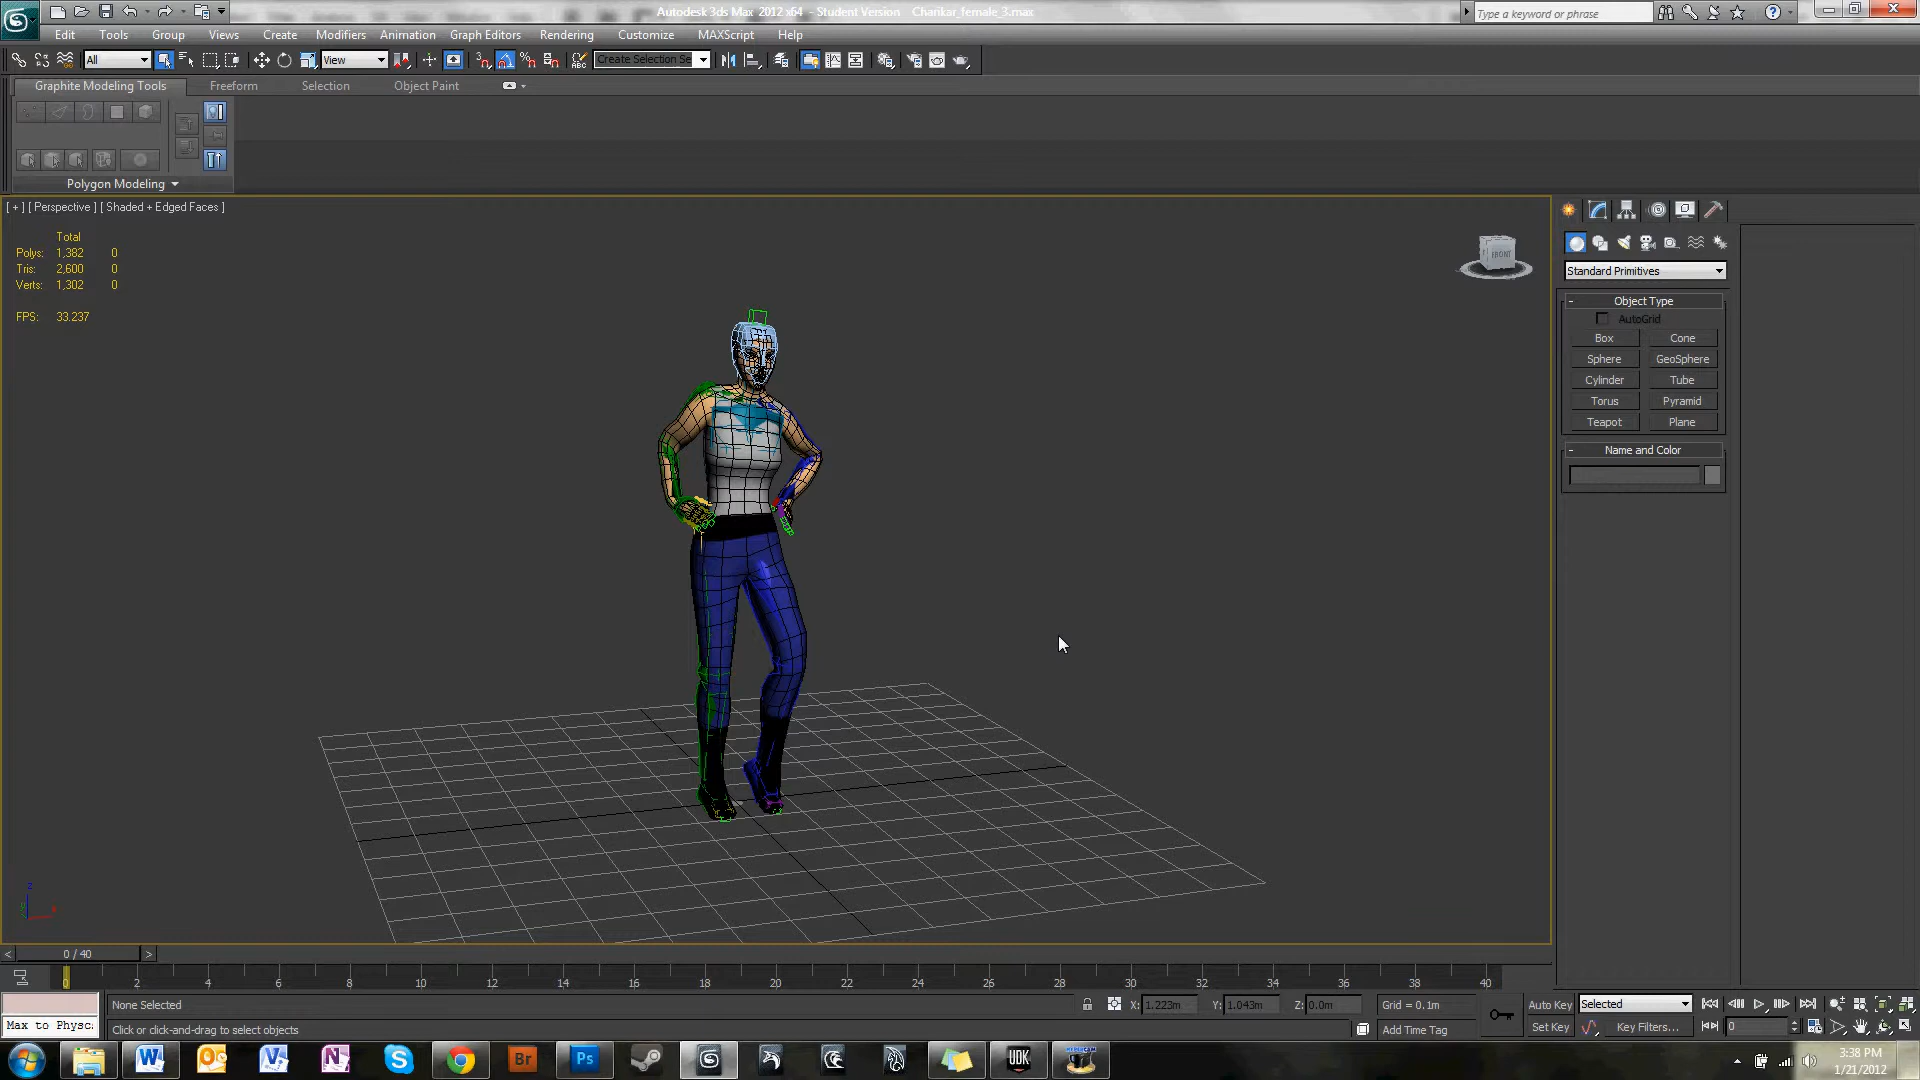 Autodesk 3ds Max 2012 x64 - Student Version Charikar_female_3.max
Type a keyword or phrase
Edit Tools Group Views Create Modifiers Animation Graph Editors Rendering Customize MAXScript Help
All View Create Selection Se
Graphite Modeling Tools Freeform Selection Object Paint
Polygon Modeling
[ + ] [ Perspective ] [ Shaded + Edged Faces ]
Total
Polys: 1,382 0
Tris: 2,600 0
Verts: 1,302 0
FPS: 33.237
FRONT
Standard Primitives
- Object Type
AutoGrid
Box Cone
Sphere GeoSphere
Cylinder Tube
Torus Pyramid
Teapot Plane
- Name and Color
z
< 0 / 40 >
0 2 4 6 8 10 12 14 16 18 20 22 24 26 28 30 32 34 36 38 40
None Selected X: 1.223m Y: 1.043m Z: 0.0m Grid = 0.1m Auto Key Selected
Max to Physc: Click or click-and-drag to select objects Add Time Tag Set Key Key Filters... 0
Br Ps UDK
3:38 PM
1/21/2012